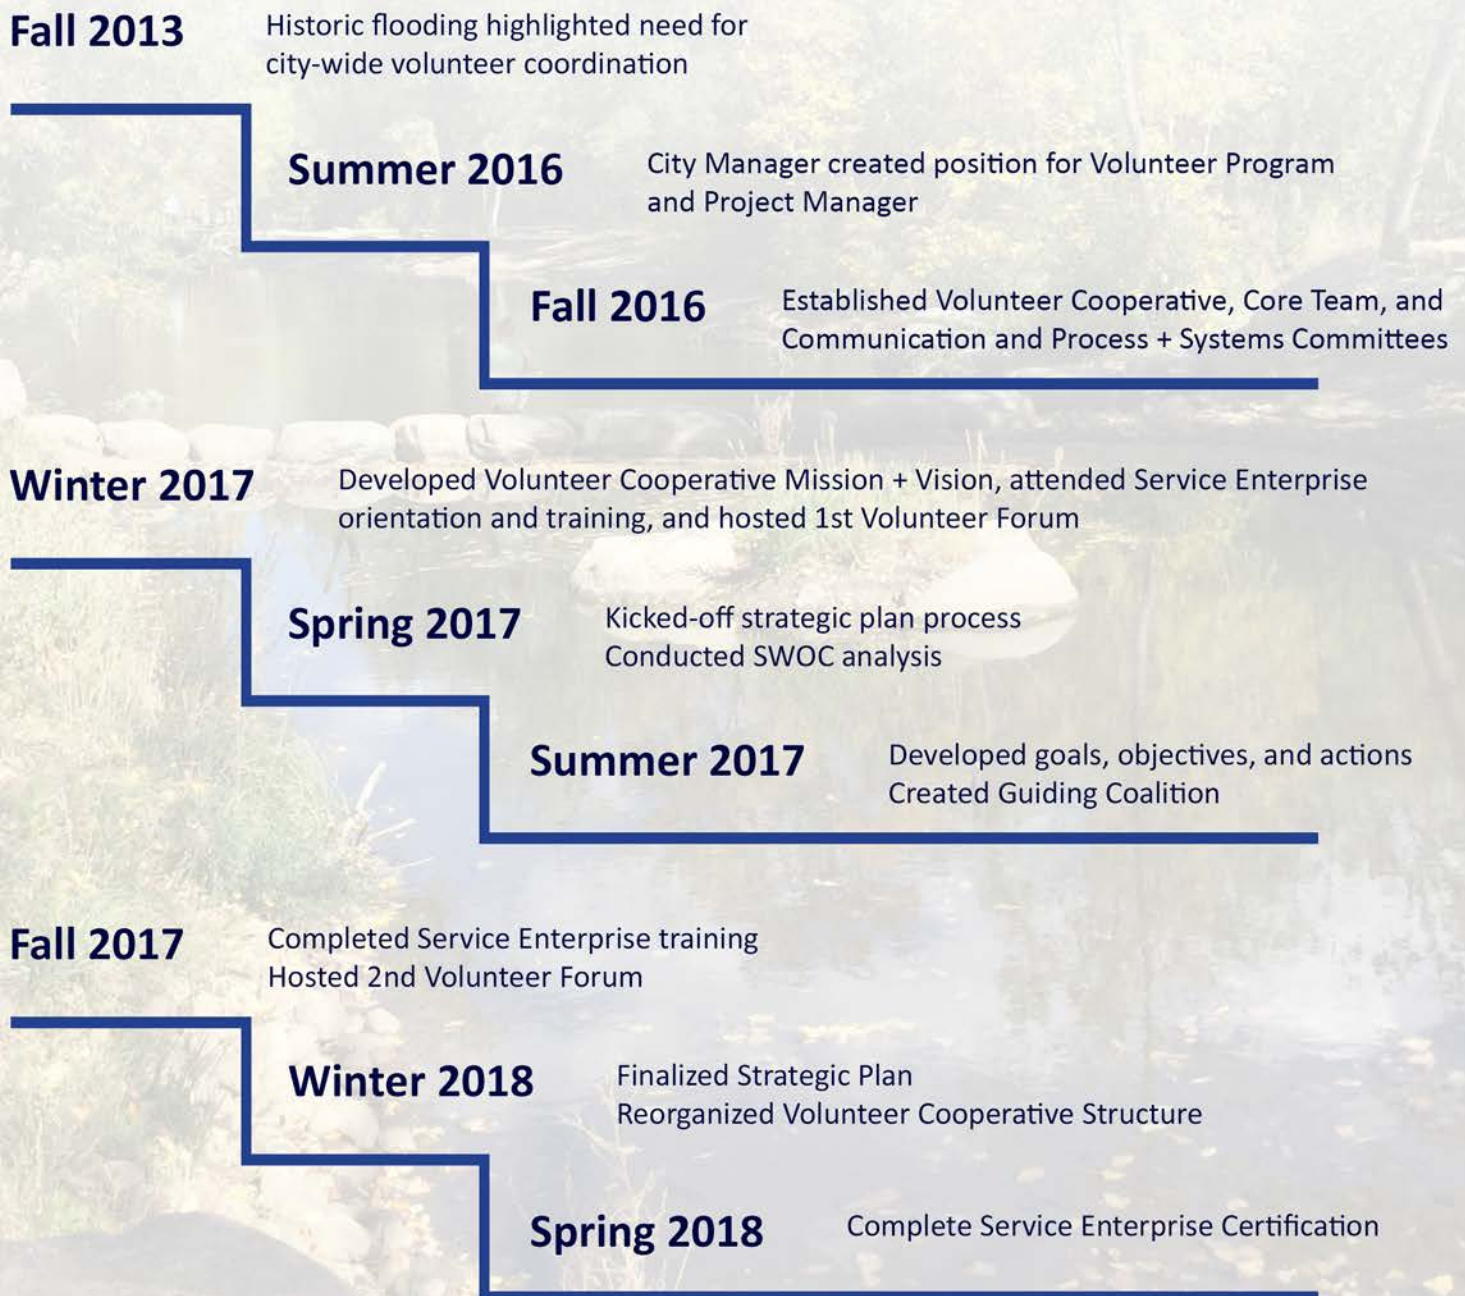 Fall 2013
Historic flooding highlighted need for
city-wide volunteer coordination
Summer 2016
City Manager created position for Volunteer Program
and Project Manager
Fall 2016
Established Volunteer Cooperative, Core Team, and
Communication and Process + Systems Committees
Winter 2017
Developed Volunteer Cooperative Mission + Vision, attended Service Enterprise
orientation and training, and hosted 1st Volunteer Forum
Spring 2017
Kicked-off strategic plan process
Conducted SWOC analysis
Summer 2017
Developed goals, objectives, and actions
Created Guiding Coalition
Fall 2017
Completed Service Enterprise training
Hosted 2nd Volunteer Forum
Winter 2018
Finalized Strategic Plan
Reorganized Volunteer Cooperative Structure
Spring 2018
Complete Service Enterprise Certification